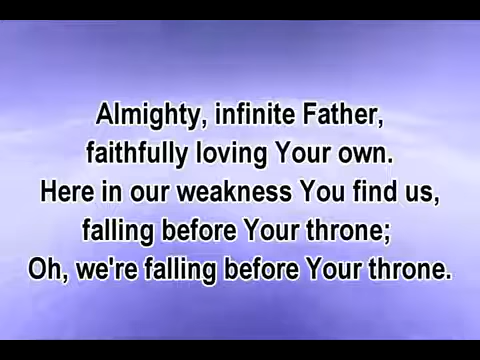 Almighty, infinite Father,
faithfully loving Your own.
Here in our weakness You find us,
falling before Your throne;
Oh, we're falling before Your throne.